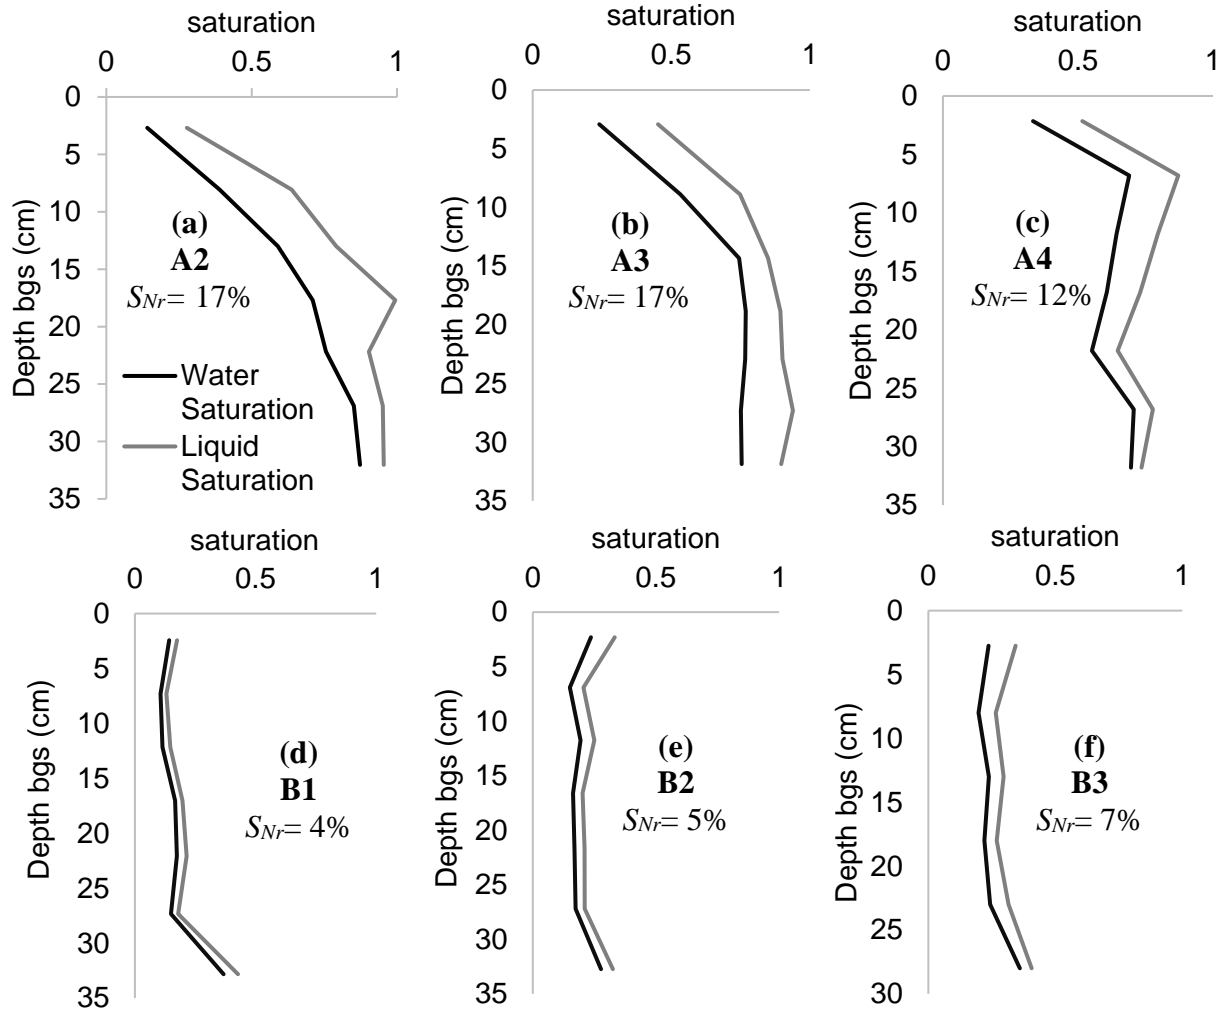 saturation
0 0.5 1
0
5
10
15
20
25
30
35
Depth bgs (cm)
(a)
A2
SNr= 17%
Water
Saturation
Liquid
Saturation
saturation
0 0.5 1
0
5
10
15
20
25
30
35
Depth bgs (cm)
(b)
A3
SNr= 17%
saturation
0 0.5 1
0
5
10
15
20
25
30
35
Depth bgs (cm)
(c)
A4
SNr= 12%
saturation
0 0.5 1
0
5
10
15
20
25
30
35
Depth bgs (cm)
(d)
B1
SNr= 4%
saturation
0 0.5 1
0
5
10
15
20
25
30
35
Depth bgs (cm)
(e)
B2
SNr= 5%
saturation
0 0.5 1
0
5
10
15
20
25
30
Depth bgs (cm)
(f)
B3
SNr= 7%